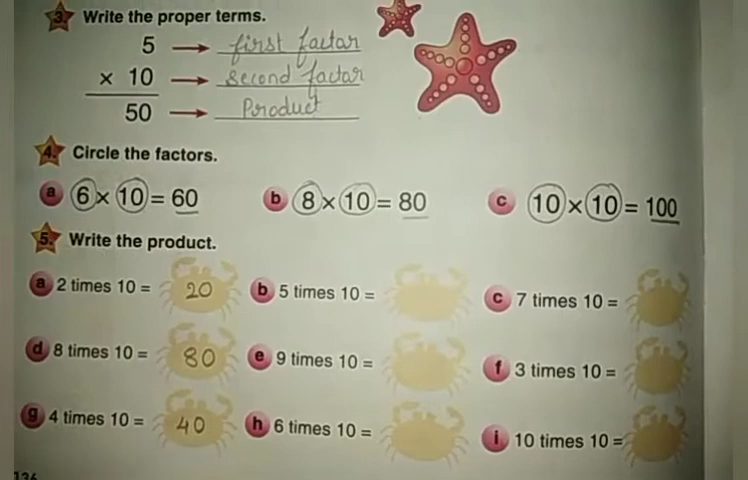 3. Write the proper terms.
5 → first factor
× 10 → second factor
50 → Product
4. Circle the factors.
a 6 × 10 = 60 b 8 × 10 = 80 c 10 × 10 = 100
5. Write the product.
a 2 times 10 = 20 b 5 times 10 = c 7 times 10 =
d 8 times 10 = 80 e 9 times 10 = f 3 times 10 =
g 4 times 10 = 40 h 6 times 10 = i 10 times 10 =
136